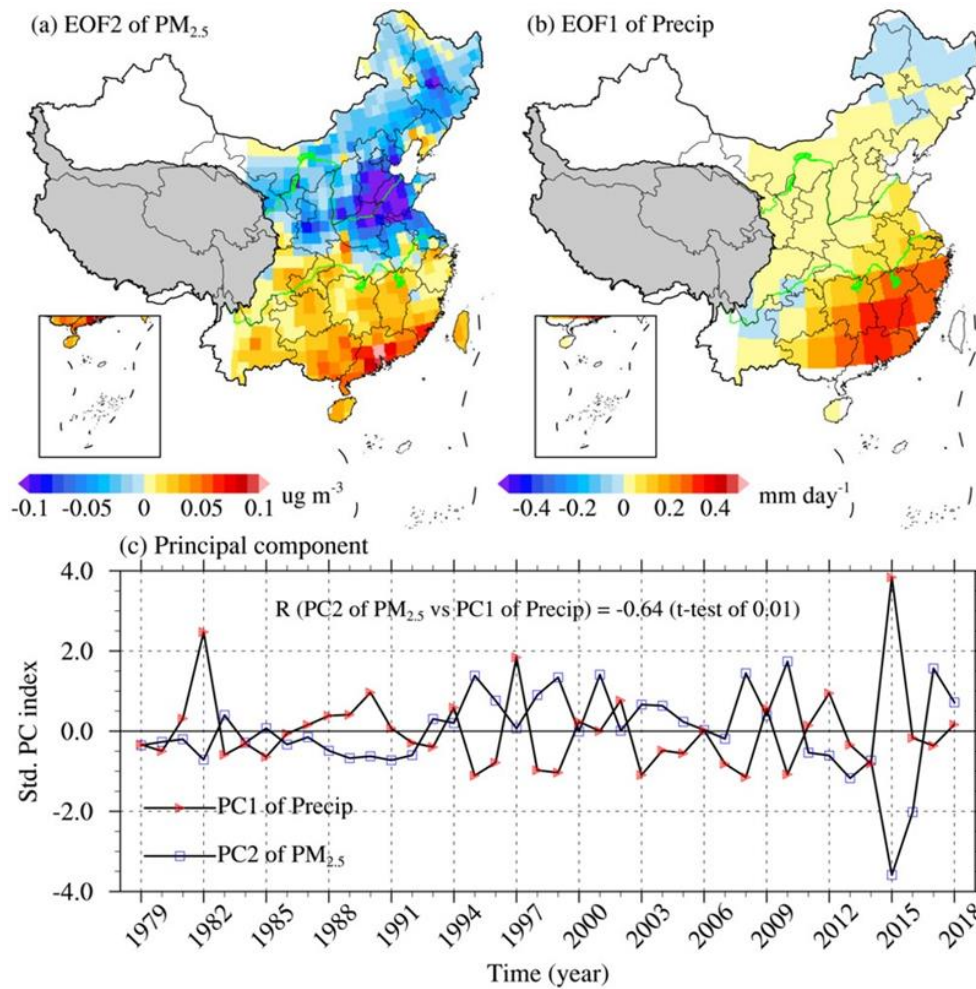 (a) EOF2 of PM₂.₅
(b) EOF1 of Precip
-0.1 -0.05 0 0.05 0.1 ug m⁻³
-0.4 -0.2 0 0.2 0.4 mm day⁻¹
(c) Principal component
4.0
R (PC2 of PM₂.₅ vs PC1 of Precip) = -0.64 (t-test of 0.01)
2.0
0.0
-2.0
-4.0
Std. PC index
PC1 of Precip
PC2 of PM₂.₅
1979 1982 1985 1988 1991 1994 1997 2000 2003 2006 2009 2012 2015 2018
Time (year)